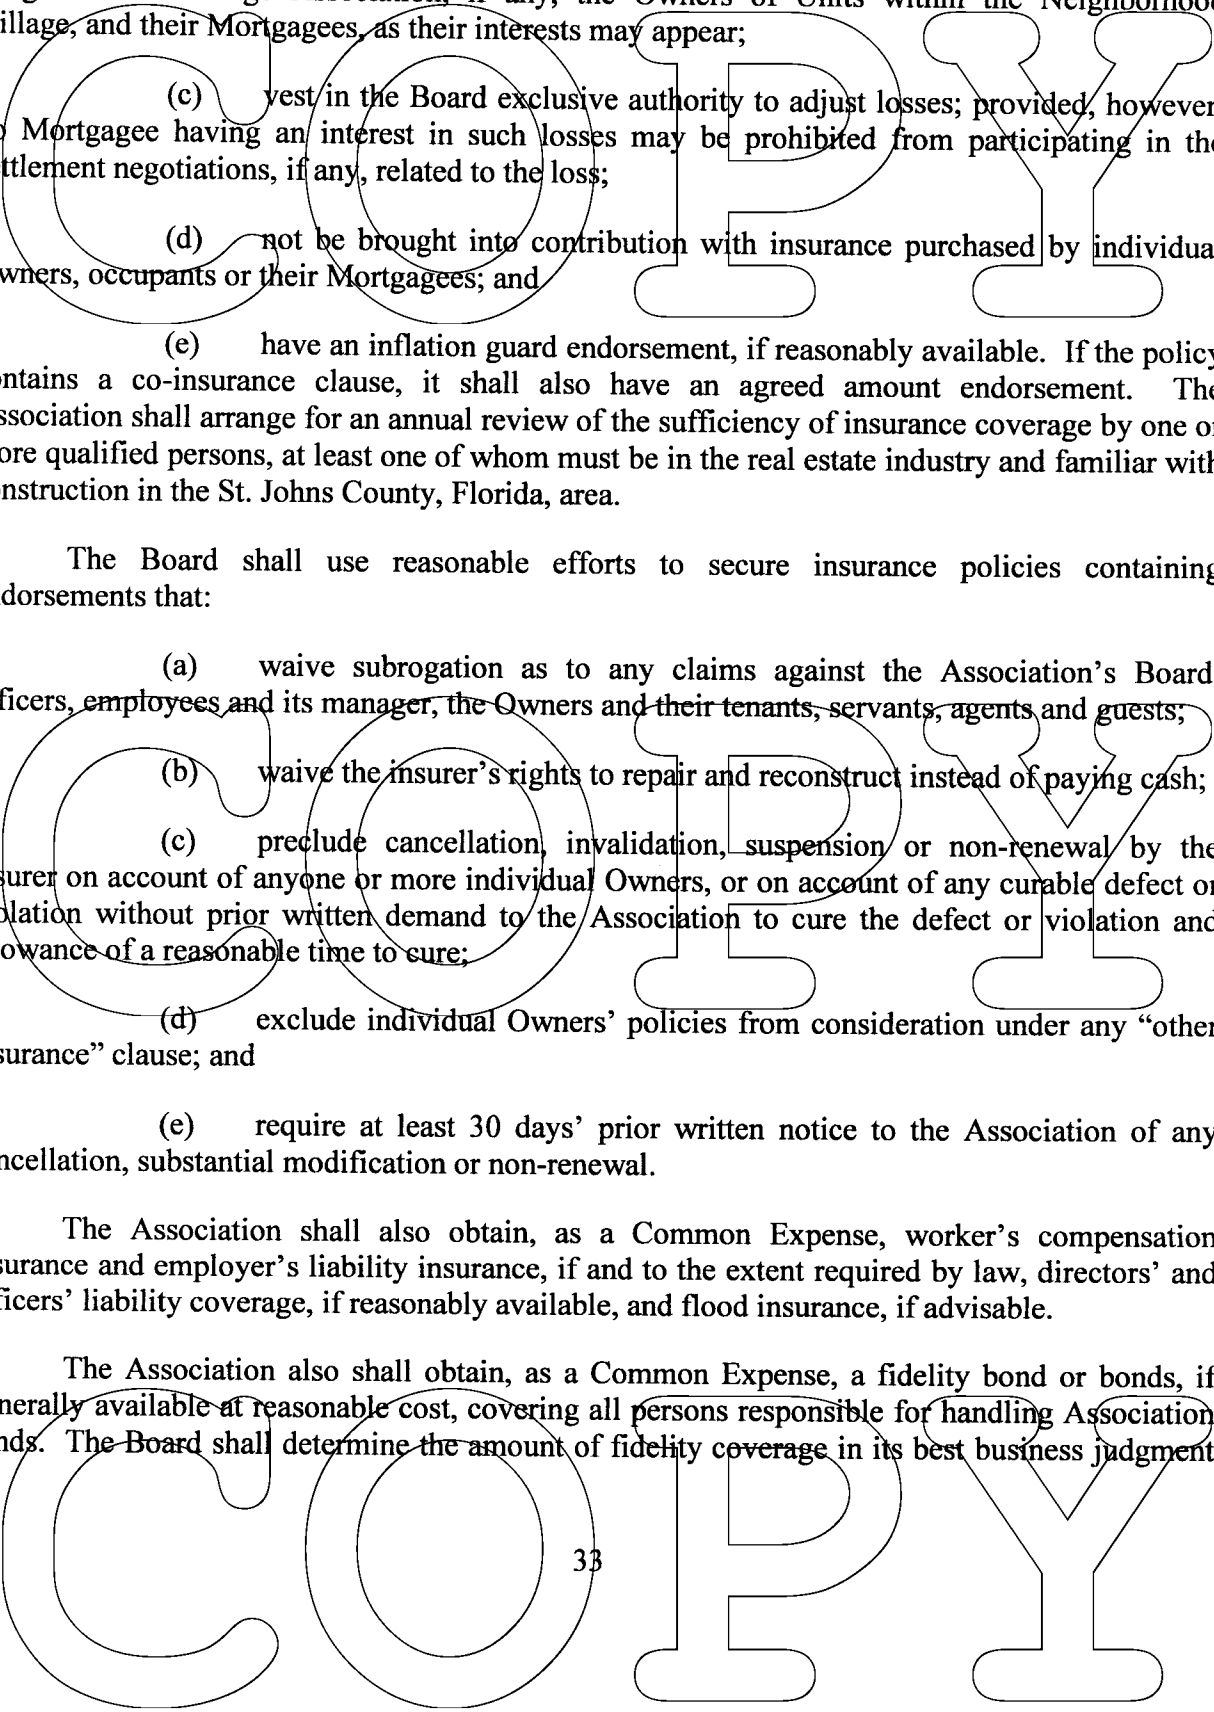 any, the Owners of Units within the Neighborhood
illage, and their Mortgagees, as their interests may appear;
(c) vest in the Board exclusive authority to adjust losses; provided, however
Mortgagee having an interest in such losses may be prohibited from participating in the
ttlement negotiations, if any, related to the loss;
(d) not be brought into contribution with insurance purchased by individua
wners, occupants or their Mortgagees; and
(e) have an inflation guard endorsement, if reasonably available. If the policy
ntains a co-insurance clause, it shall also have an agreed amount endorsement. The
ssociation shall arrange for an annual review of the sufficiency of insurance coverage by one or
ore qualified persons, at least one of whom must be in the real estate industry and familiar with
nstruction in the St. Johns County, Florida, area.
The Board shall use reasonable efforts to secure insurance policies containing
dorsements that:
(a) waive subrogation as to any claims against the Association's Board
ficers, employees and its manager, the Owners and their tenants, servants, agents and guests;
(b) waive the insurer's rights to repair and reconstruct instead of paying cash;
(c) preclude cancellation, invalidation, suspension or non-renewal by the
surer on account of anyone or more individual Owners, or on account of any curable defect or
olation without prior written demand to the Association to cure the defect or violation and
owance of a reasonable time to cure;
(d) exclude individual Owners' policies from consideration under any "other
surance" clause; and
(e) require at least 30 days' prior written notice to the Association of any
ncellation, substantial modification or non-renewal.
The Association shall also obtain, as a Common Expense, worker's compensation
surance and employer's liability insurance, if and to the extent required by law, directors' and
ficers' liability coverage, if reasonably available, and flood insurance, if advisable.
The Association also shall obtain, as a Common Expense, a fidelity bond or bonds, if
nerally available at reasonable cost, covering all persons responsible for handling Association
nds. The Board shall determine the amount of fidelity coverage in its best business judgment
33
COPY
COPY
COPY